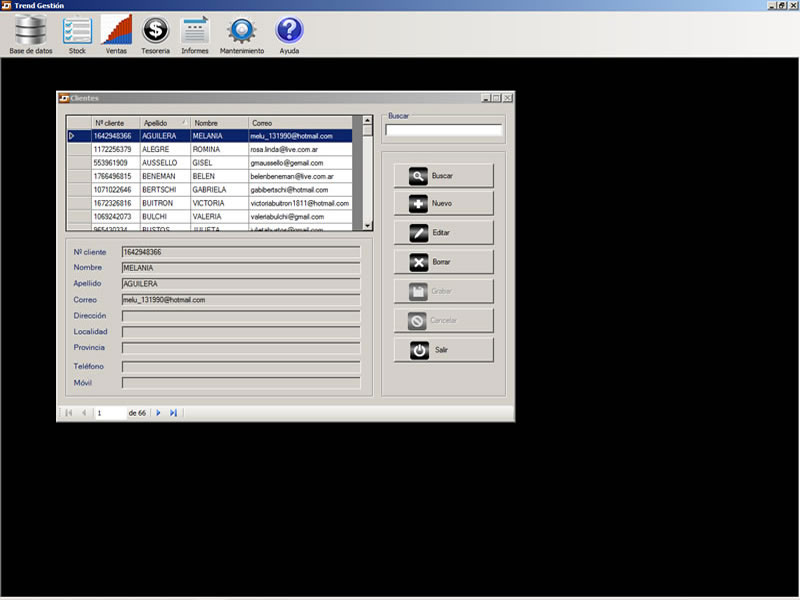 Trend Gestión
Base de datos Stock Ventas Tesoreria Informes Mantenimiento Ayuda
Clientes
Nº cliente Apellido Nombre Correo
1642948366 AGUILERA MELANIA melu_131990@hotmail.com
1172256379 ALEGRE ROMINA rosa.linda@live.com.ar
553961909 AUSSELLO GISEL gmaussello@gemail.com
1766496815 BENEMAN BELEN belenbeneman@live.com.ar
1071022646 BERTSCHI GABRIELA gabibertschi@hotmail.com
1672326816 BUITRON VICTORIA victoriabuitron1811@hotmail.com
1069242073 BULCHI VALERIA valeriabulchi@gmail.com
965430334 BUSTOS JULIETA julietabustos@gmail.com
Buscar
Buscar
Nuevo
Editar
Borrar
Grabar
Cancelar
Salir
Nº cliente 1642948366
Nombre MELANIA
Apellido AGUILERA
Correo melu_131990@hotmail.com
Dirección
Localidad
Provincia
Teléfono
Móvil
1 de 66